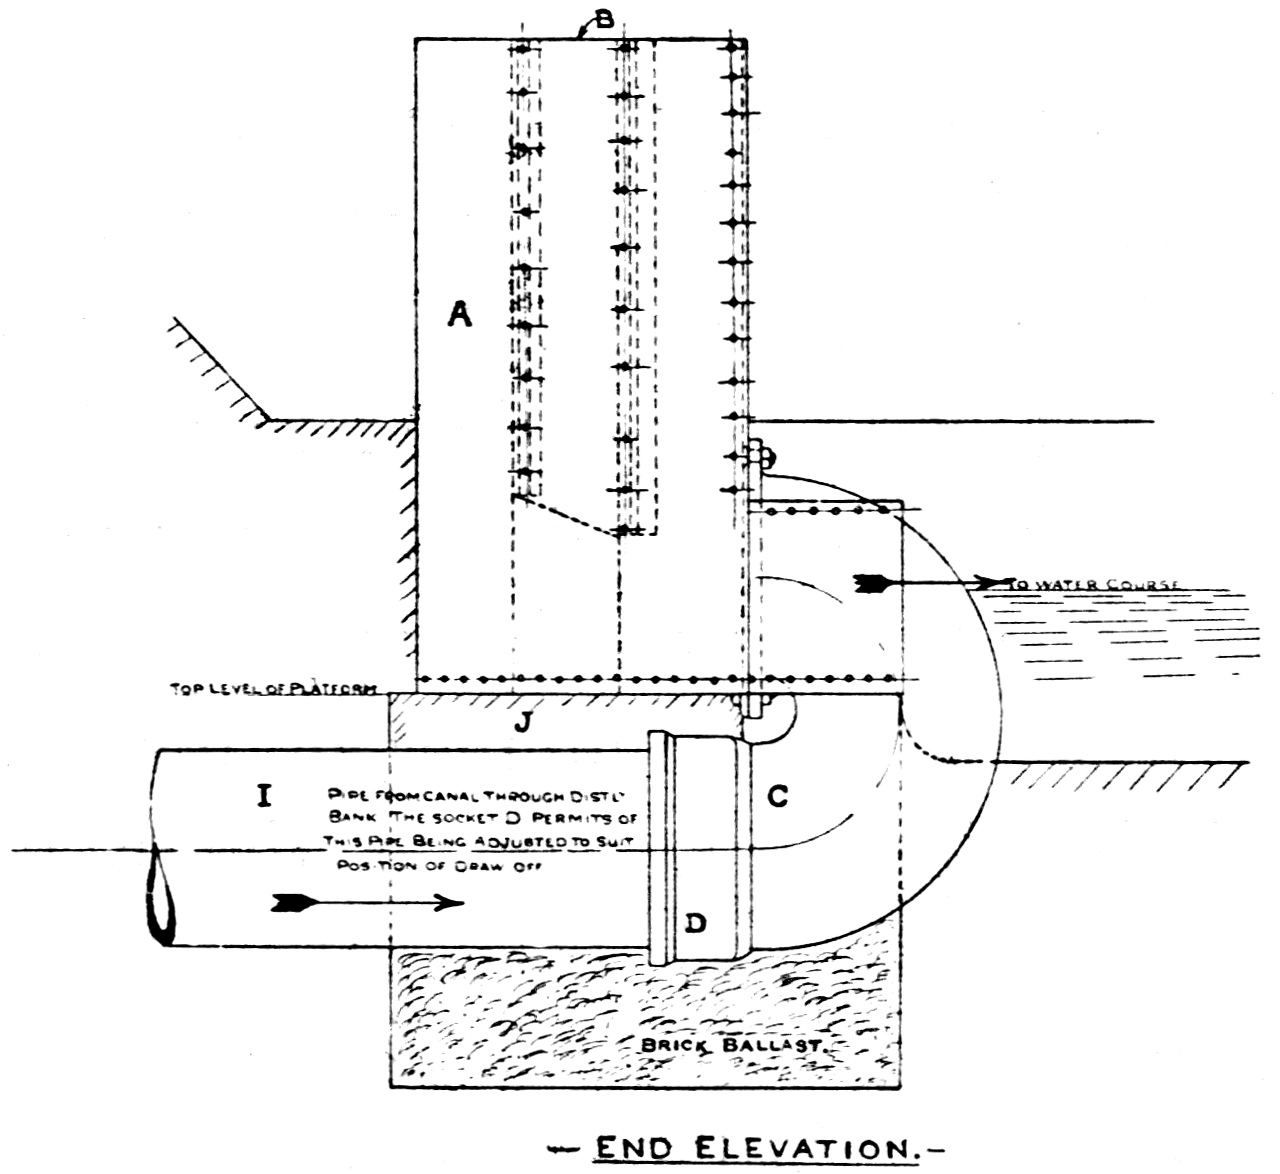 B
A
TO WATER COURSE
TOP LEVEL OF PLATFORM
J
I
C
PIPE FROM CANAL THROUGH DISTY
BANK THE SOCKET D PERMITS OF
THIS PIPE BEING ADJUSTED TO SUIT
POSITION OF DRAW OFF
D
BRICK BALLAST.
- END ELEVATION. -